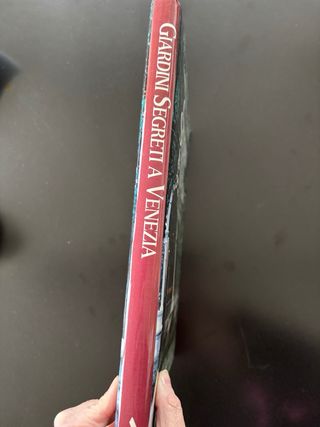 GIARDINI SEGRETI A VENEZIA